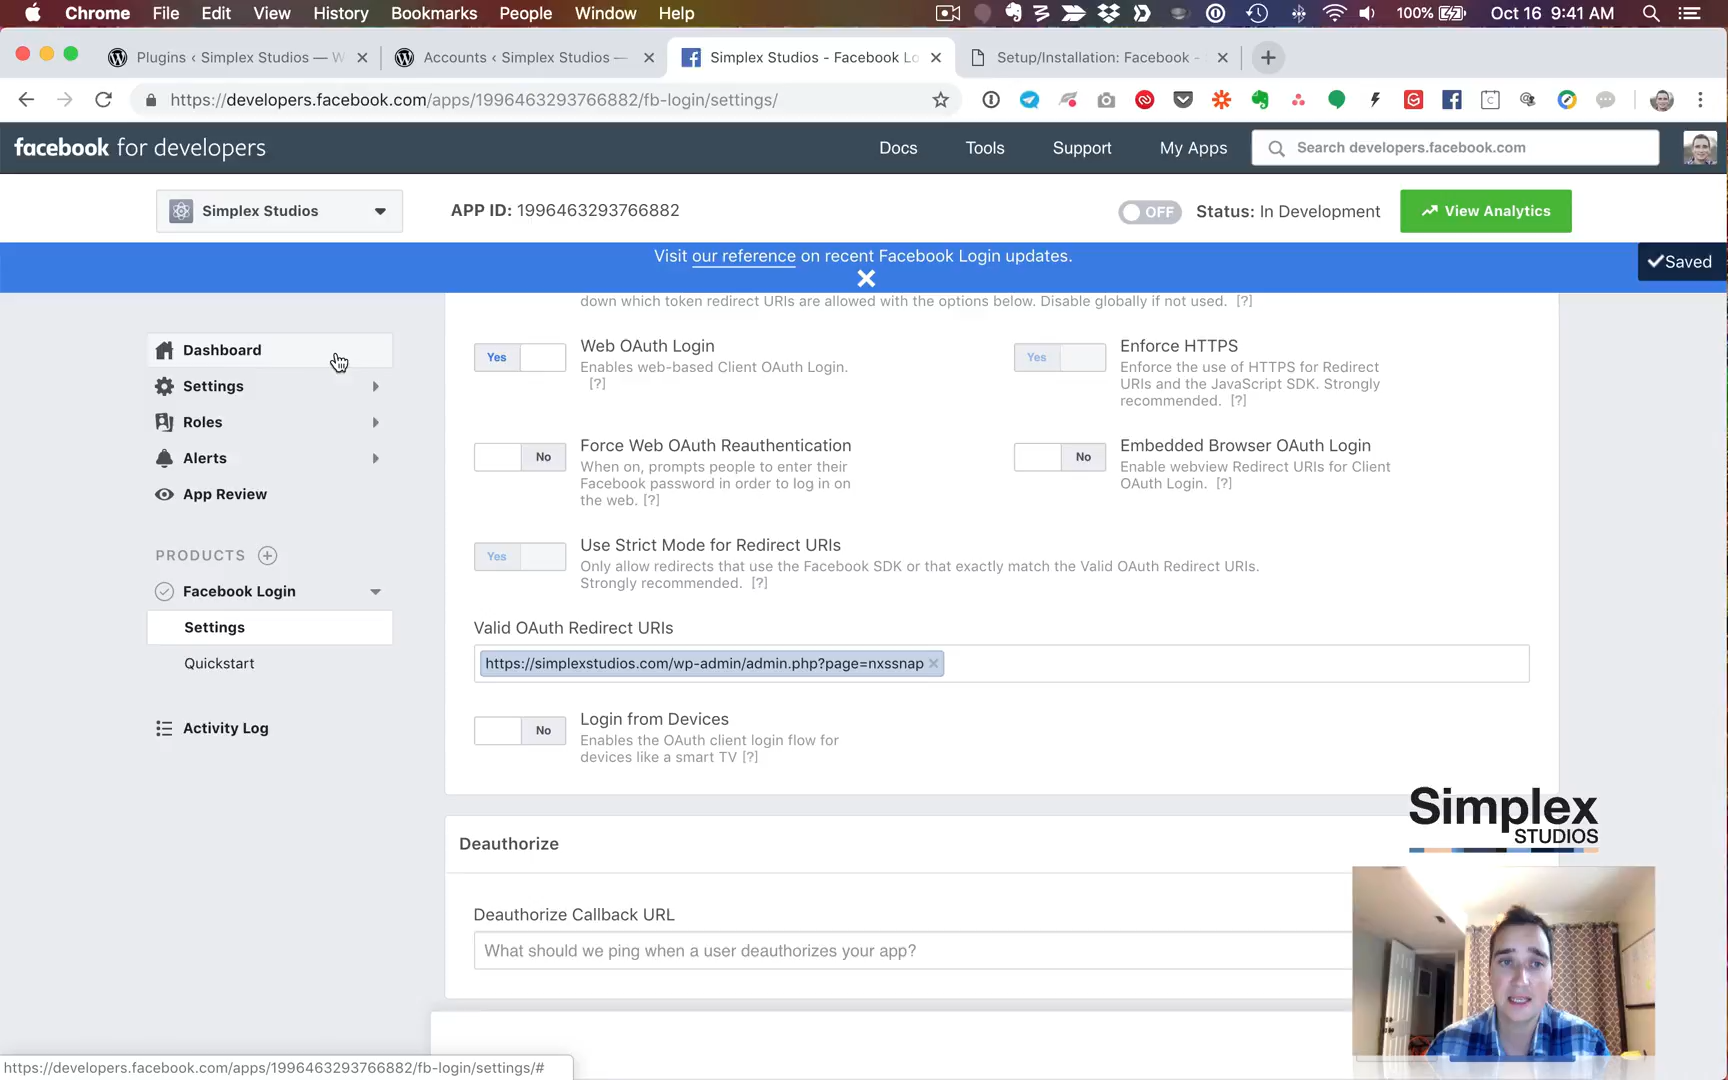 Chrome File Edit View History Bookmarks People Window Help
100% Oct 16 9:41 AM
Plugins ‹ Simplex Studios — W
Accounts ‹ Simplex Studios —
Simplex Studios - Facebook Lo
Setup/Installation: Facebook -
https://developers.facebook.com/apps/1996463293766882/fb-login/settings/
facebook for developers
Docs Tools Support My Apps
Search developers.facebook.com
Simplex Studios
APP ID: 1996463293766882
OFF Status: In Development
View Analytics
Visit our reference on recent Facebook Login updates.
Saved
Dashboard
Settings
Roles
Alerts
App Review
PRODUCTS
Facebook Login
Settings
Quickstart
Activity Log
down which token redirect URIs are allowed with the options below. Disable globally if not used. [?]
Yes
Web OAuth Login
Enables web-based Client OAuth Login.
[?]
Yes
Enforce HTTPS
Enforce the use of HTTPS for Redirect
URIs and the JavaScript SDK. Strongly
recommended. [?]
No
Force Web OAuth Reauthentication
When on, prompts people to enter their
Facebook password in order to log in on
the web. [?]
No
Embedded Browser OAuth Login
Enable webview Redirect URIs for Client
OAuth Login. [?]
Yes
Use Strict Mode for Redirect URIs
Only allow redirects that use the Facebook SDK or that exactly match the Valid OAuth Redirect URIs.
Strongly recommended. [?]
Valid OAuth Redirect URIs
https://simplexstudios.com/wp-admin/admin.php?page=nxssnap
No
Login from Devices
Enables the OAuth client login flow for
devices like a smart TV [?]
Deauthorize
Deauthorize Callback URL
What should we ping when a user deauthorizes your app?
Simplex
STUDIOS
https://developers.facebook.com/apps/1996463293766882/fb-login/settings/#